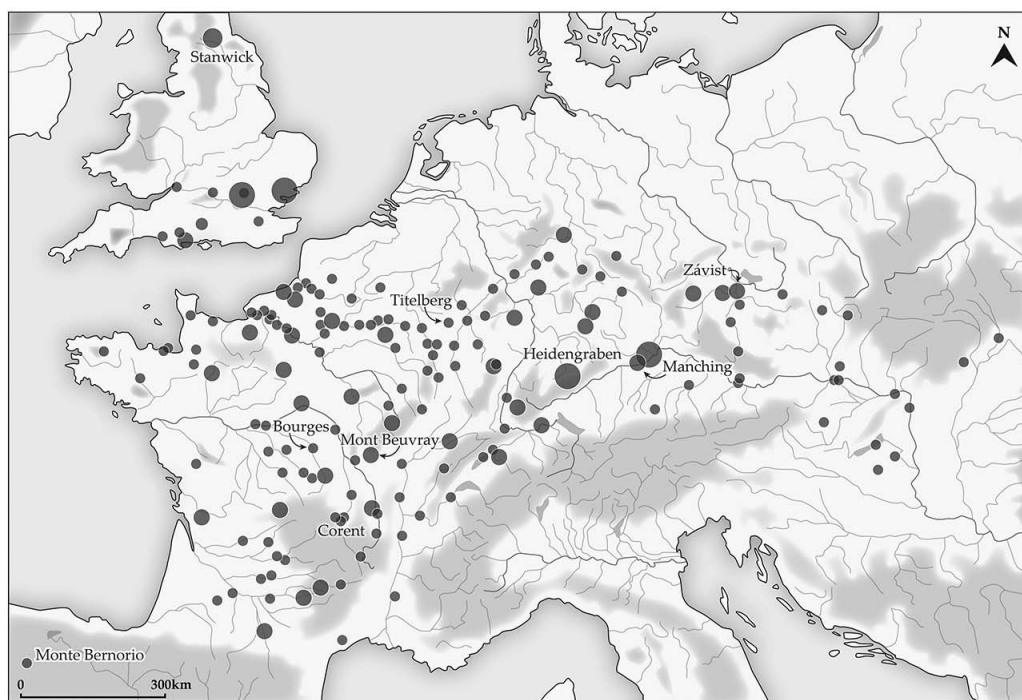 N
Stanwick
Závist
Titelberg
Heidengraben
Manching
Bourges
Mont Beuvray
Corent
Monte Bernorio
0 300km